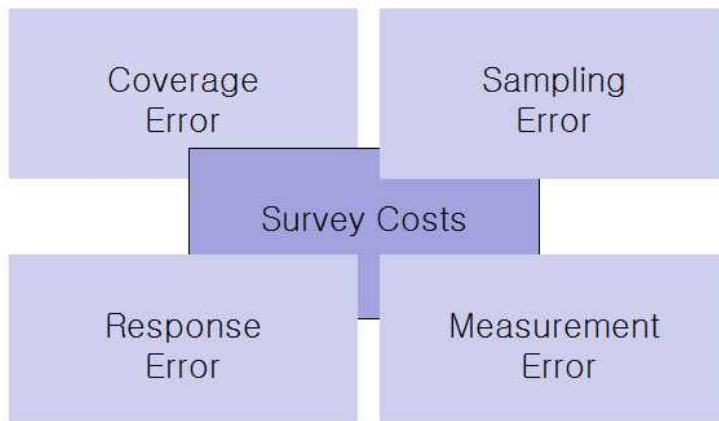 Coverage
Error
Sampling
Error
Survey Costs
Response
Error
Measurement
Error